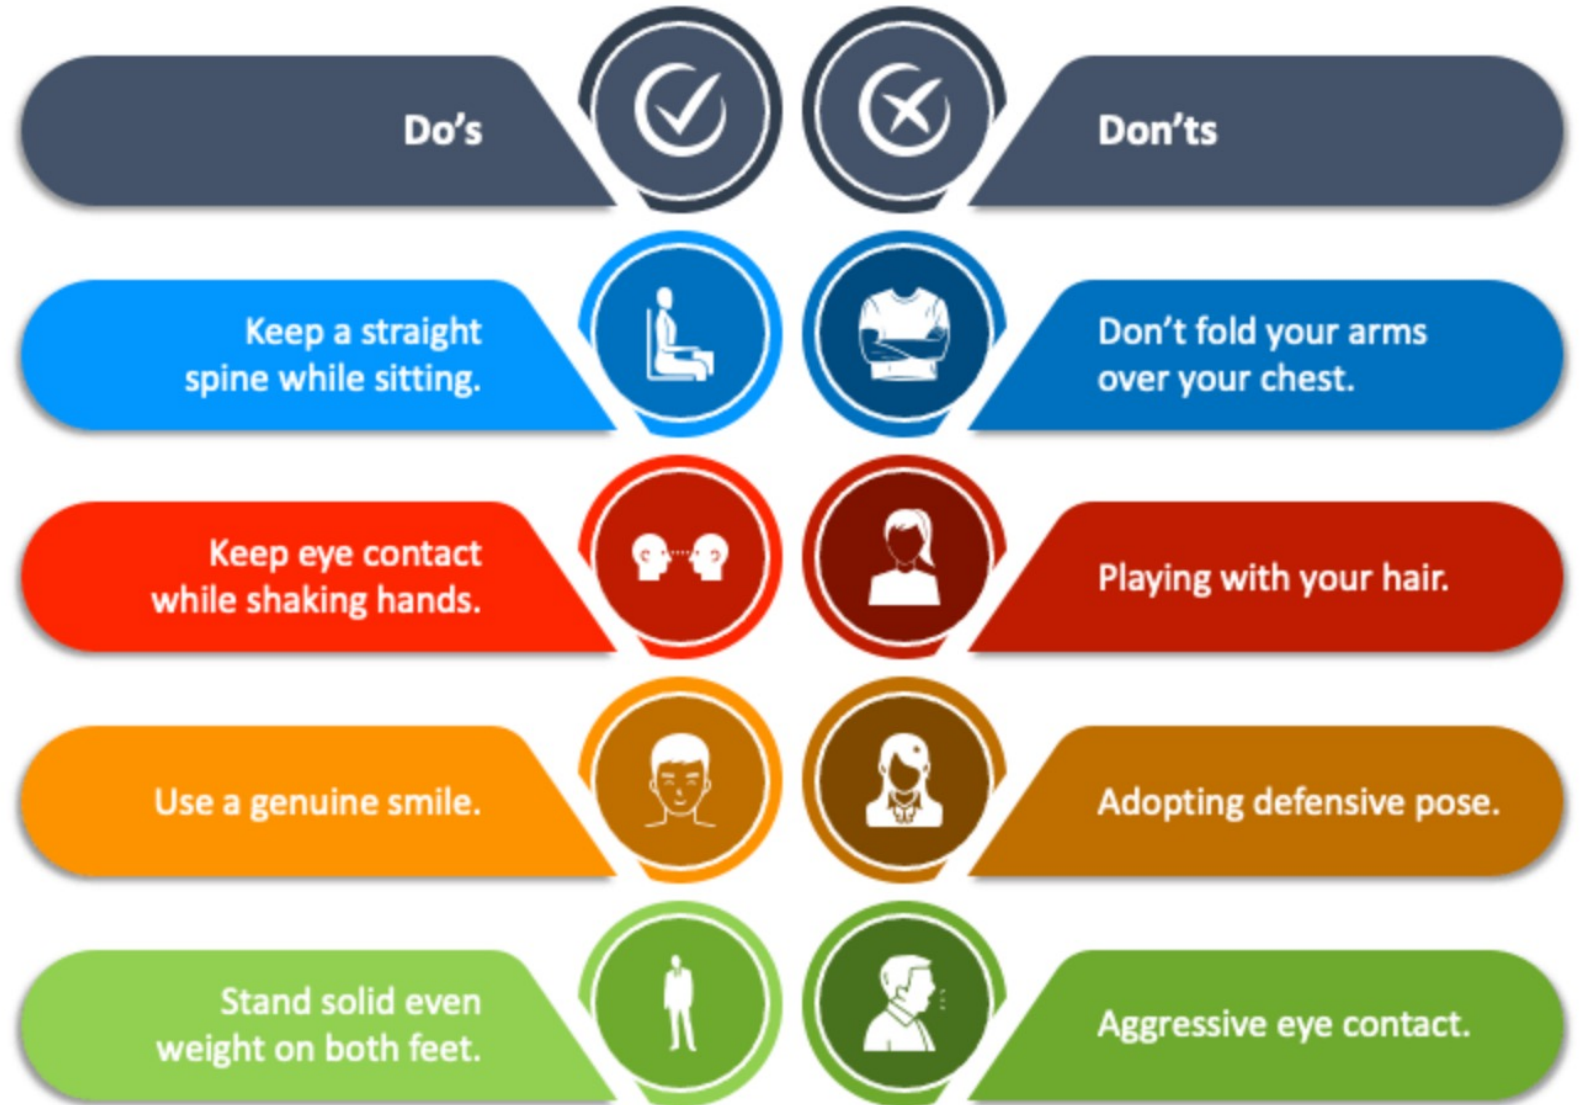 Do's
Don'ts
Keep a straight
spine while sitting.
Don't fold your arms
over your chest.
Keep eye contact
while shaking hands.
Playing with your hair.
Use a genuine smile.
Adopting defensive pose.
Stand solid even
weight on both feet.
Aggressive eye contact.